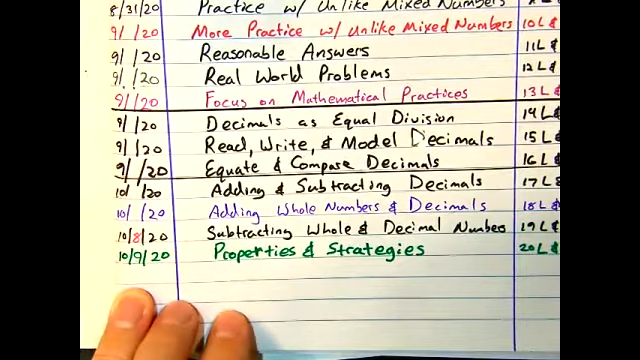 8/31/20 Practice w/ Unlike Mixed Numbers
9/ /20 More Practice w/ Unlike Mixed Numbers 10L
9/ /20 Reasonable Answers 11L
9/ /20 Real World Problems 12L
9/ /20 Focus on Mathematical Practices 13L
9/ /20 Decimals as Equal Division 14L
9/ /20 Read, Write, & Model Decimals 15L
9/ /20 Equate & Compare Decimals 16L
10/ /20 Adding & Subtracting Decimals 17L
10/ /20 Adding Whole Numbers & Decimals 18L
10/8/20 Subtracting Whole & Decimal Numbers 19L
10/9/20 Properties & Strategies 20L